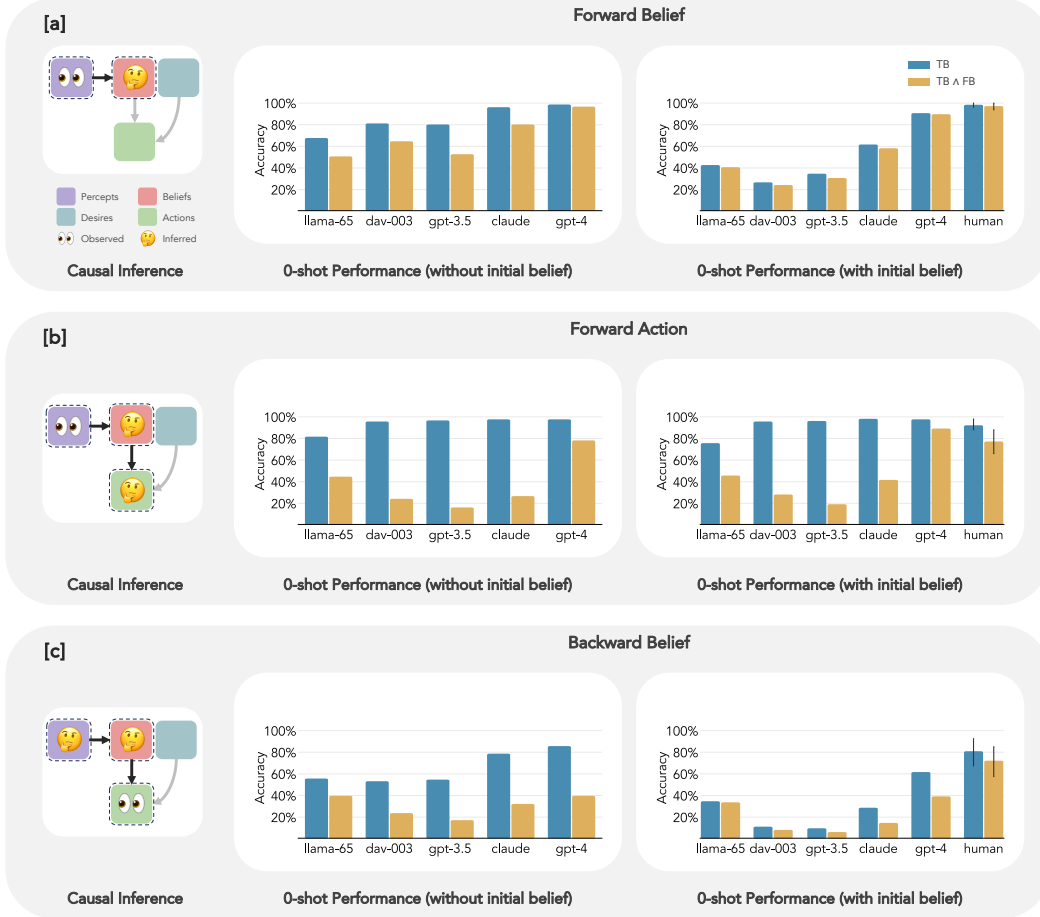 [a]
Forward Belief
Percepts
Beliefs
Desires
Actions
Observed
Inferred
Causal Inference
Accuracy
100%
80%
60%
40%
20%
llama-65 dav-003 gpt-3.5 claude gpt-4
0-shot Performance (without initial belief)
TB
TB ∧ FB
Accuracy
100%
80%
60%
40%
20%
llama-65 dav-003 gpt-3.5 claude gpt-4 human
0-shot Performance (with initial belief)
[b]
Forward Action
Causal Inference
Accuracy
100%
80%
60%
40%
20%
llama-65 dav-003 gpt-3.5 claude gpt-4
0-shot Performance (without initial belief)
Accuracy
100%
80%
60%
40%
20%
llama-65 dav-003 gpt-3.5 claude gpt-4 human
0-shot Performance (with initial belief)
[c]
Backward Belief
Causal Inference
Accuracy
100%
80%
60%
40%
20%
llama-65 dav-003 gpt-3.5 claude gpt-4
0-shot Performance (without initial belief)
Accuracy
100%
80%
60%
40%
20%
llama-65 dav-003 gpt-3.5 claude gpt-4 human
0-shot Performance (with initial belief)